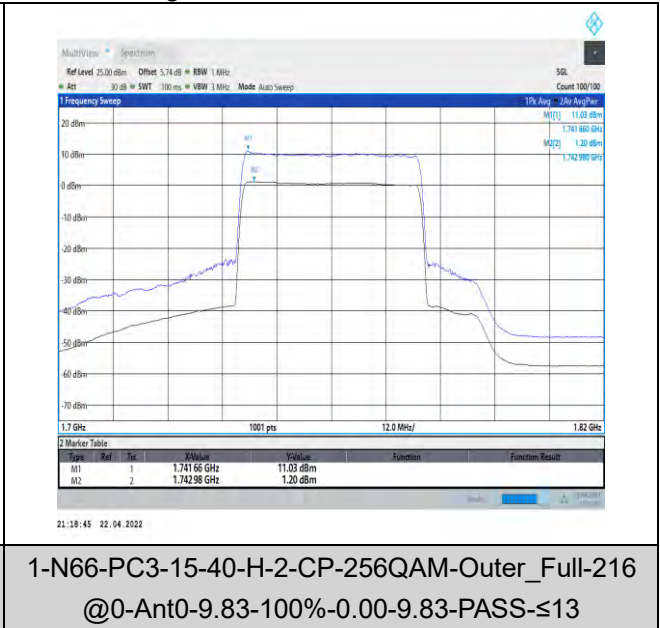 MultiView Spectrum
Ref Level 25.00 dBm Offset 5.74 dB RBW 1 MHz SGL
Att 30 dB SWT 100 ms VBW 3 MHz Mode Auto Sweep Count 100/100
1 Frequency Sweep 1Pk Avg 2Av AvgPwr
M1[1] 11.03 dBm
1.741 660 GHz
M2[2] 1.20 dBm
1.742 980 GHz
20 dBm
M1
10 dBm
M2
0 dBm
-10 dBm
-20 dBm
-30 dBm
-40 dBm
-50 dBm
-60 dBm
-70 dBm
1.7 GHz 1001 pts 12.0 MHz/ 1.82 GHz
2 Marker Table
Type Ref Trc X-Value Y-Value Function Function Result
M1 1 1.741 66 GHz 11.03 dBm
M2 2 1.742 98 GHz 1.20 dBm
21:18:45 22.04.2022
1-N66-PC3-15-40-H-2-CP-256QAM-Outer_Full-216
@0-Ant0-9.83-100%-0.00-9.83-PASS-≤13